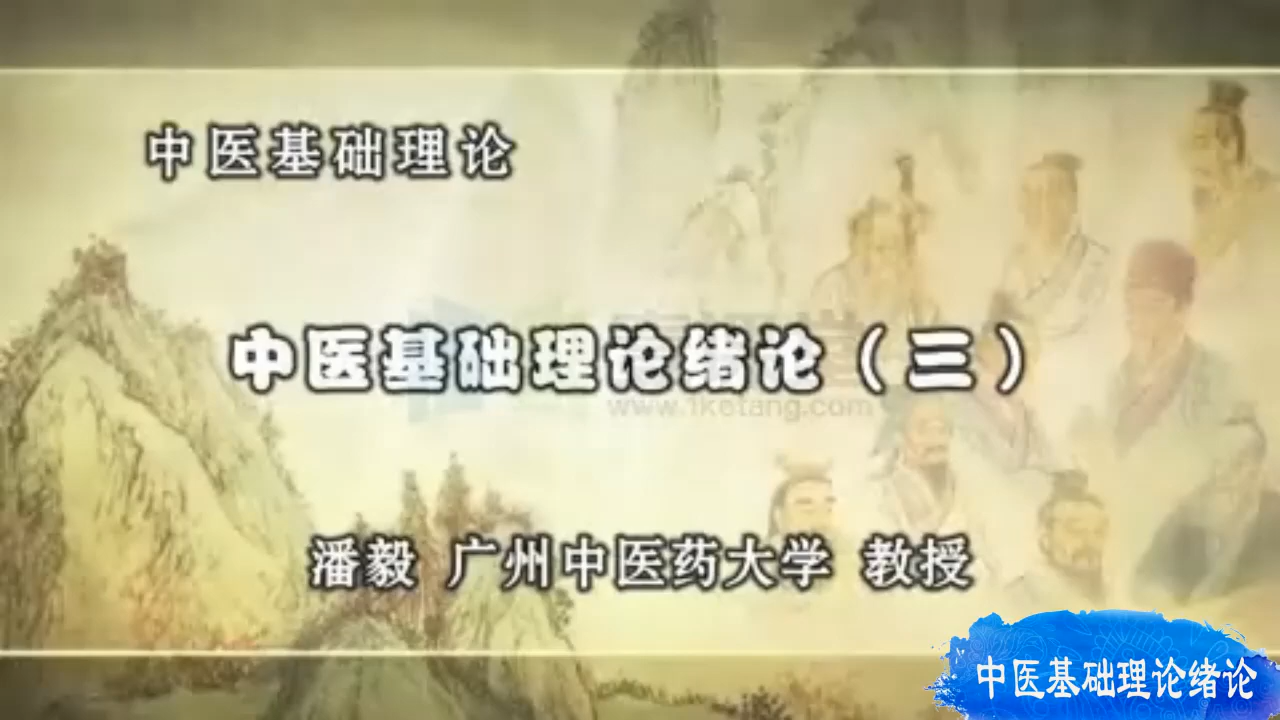 中医基础理论
中医基础理论绪论（三）
www.1ketang.com
潘毅 广州中医药大学 教授
中医基础理论绪论